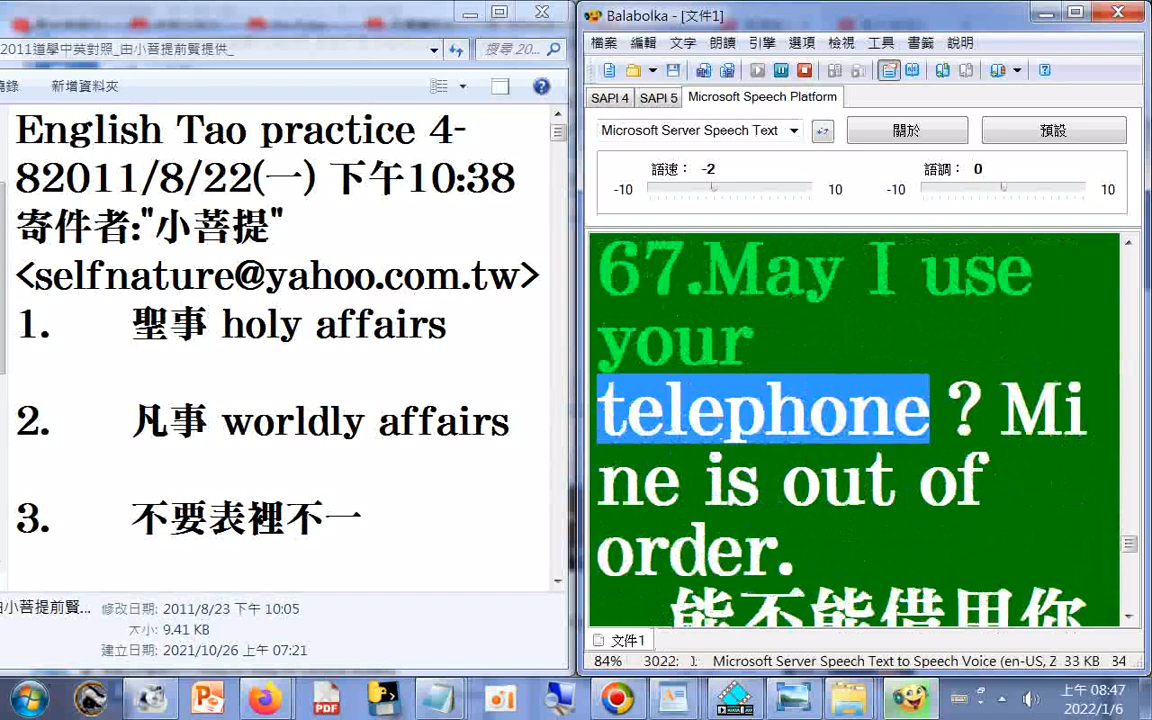 2011道學中英對照_由小菩提前賢提供_
搜尋 20...
新增資料夾
English Tao practice 4-
82011/8/22(一) 下午10:38
寄件者:"小菩提"
<selfnature@yahoo.com.tw>
1. 聖事 holy affairs
2. 凡事 worldly affairs
3. 不要表裡不一
由小菩提前賢... 修改日期: 2011/8/23 下午 10:05
大小: 9.41 KB
建立日期: 2021/10/26 上午 07:21
Balabolka - [文件1]
檔案 編輯 文字 朗讀 引擎 選項 檢視 工具 書籤 說明
SAPI 4 SAPI 5 Microsoft Speech Platform
Microsoft Server Speech Text 關於 預設
語速: -2 語調: 0
-10 10 -10 10
67.May I use
your
telephone？Mi
ne is out of
order.
能不能借用你
文件1
84% 3022: 1 Microsoft Server Speech Text to Speech Voice (en-US, Z 33 KB 34
PDF
上午 08:47
2022/1/6